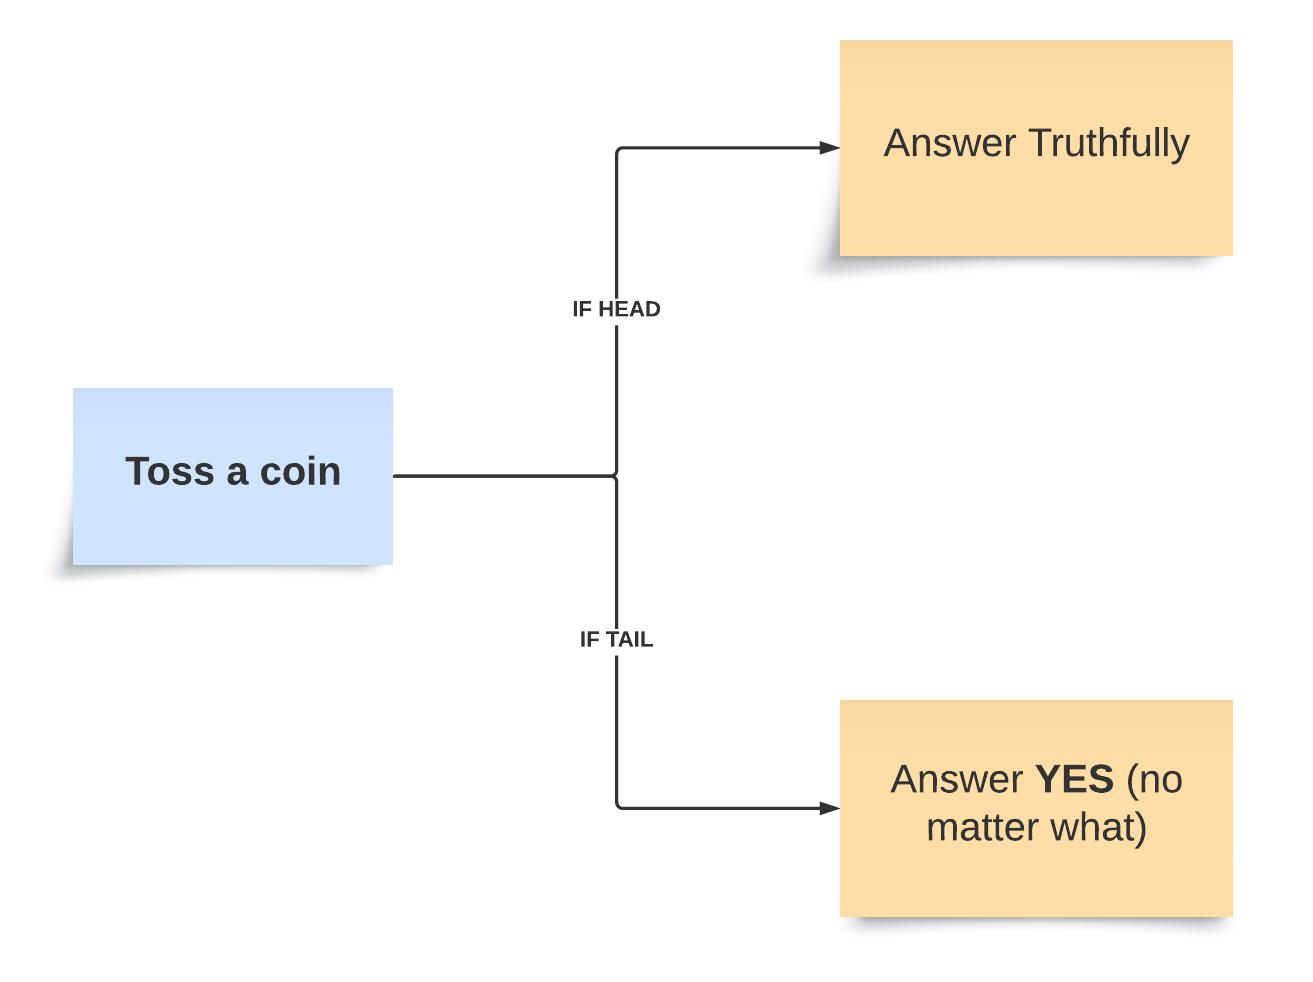 Answer Truthfully
IF HEAD
Toss a coin
IF TAIL
Answer YES (no
matter what)